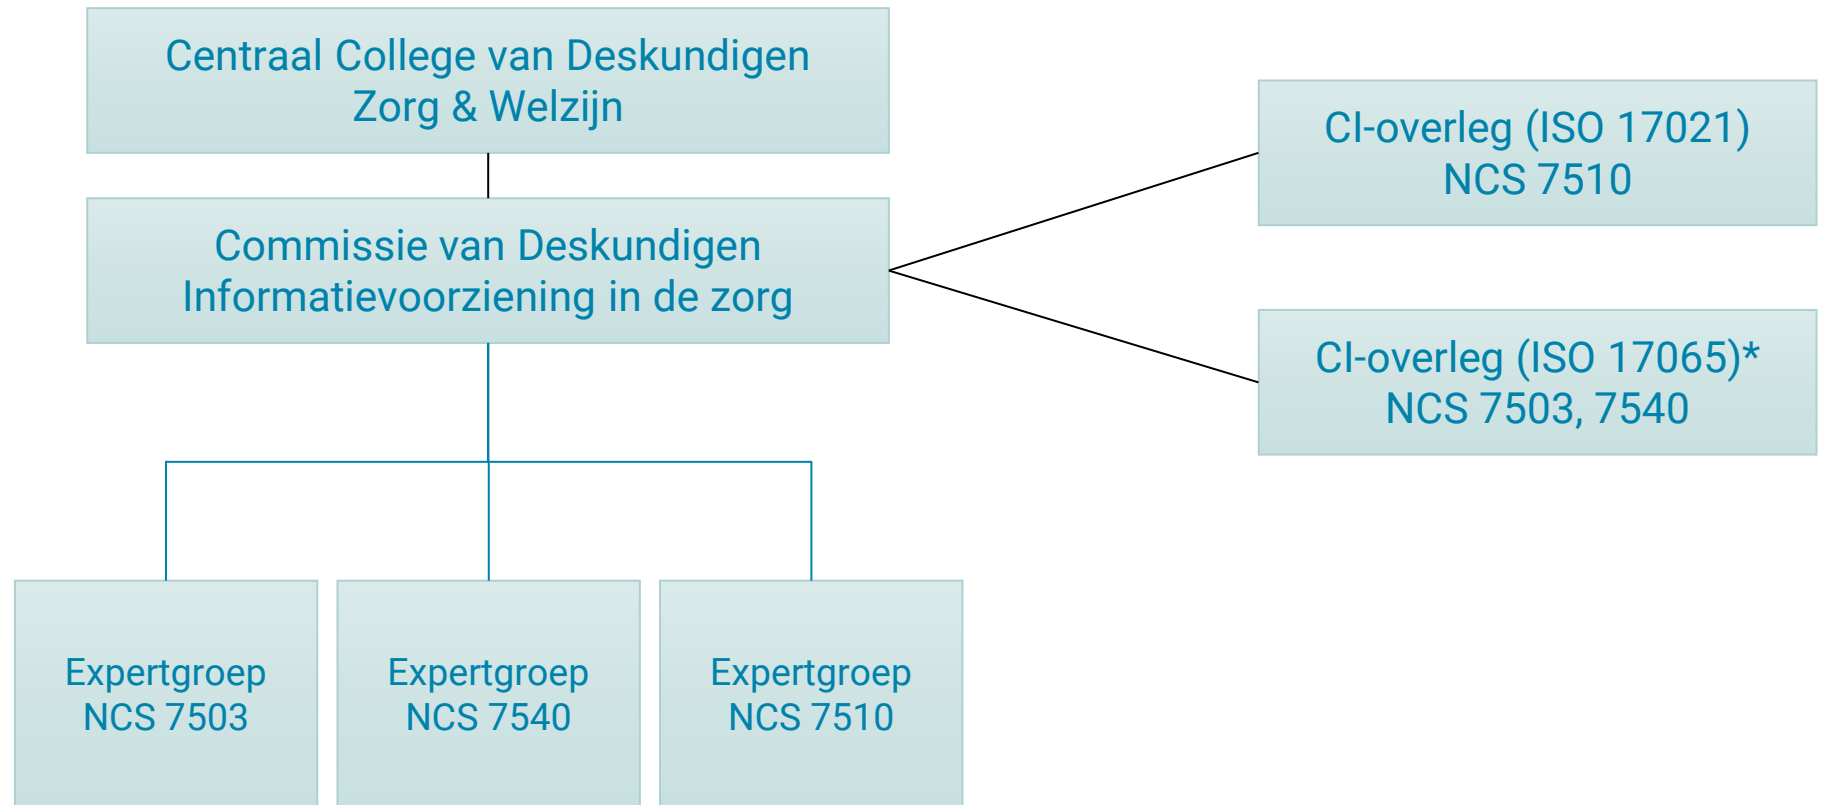 Centraal College van Deskundigen
Zorg & Welzijn
Commissie van Deskundigen
Informatievoorziening in de zorg
CI-overleg (ISO 17021)
NCS 7510
CI-overleg (ISO 17065)*
NCS 7503, 7540
Expertgroep
NCS 7503
Expertgroep
NCS 7540
Expertgroep
NCS 7510